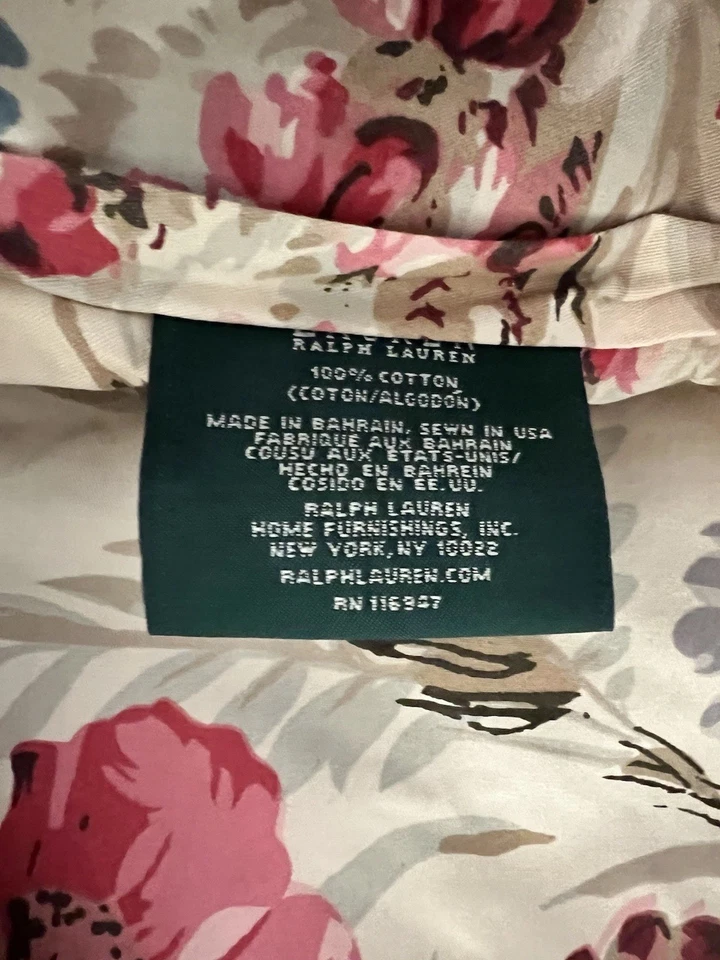 LAUREN
RALPH LAUREN
100% COTTON
(COTON/ALGODÓN)
MADE IN BAHRAIN, SEWN IN USA
FABRIQUE AUX BAHRAIN
COUSU AUX ÉTATS-UNIS/
HECHO EN BAHREIN
COSIDO EN EE.UU.
RALPH LAUREN
HOME FURNISHINGS, INC.
NEW YORK, NY 10022
RALPHLAUREN.COM
RN 116947